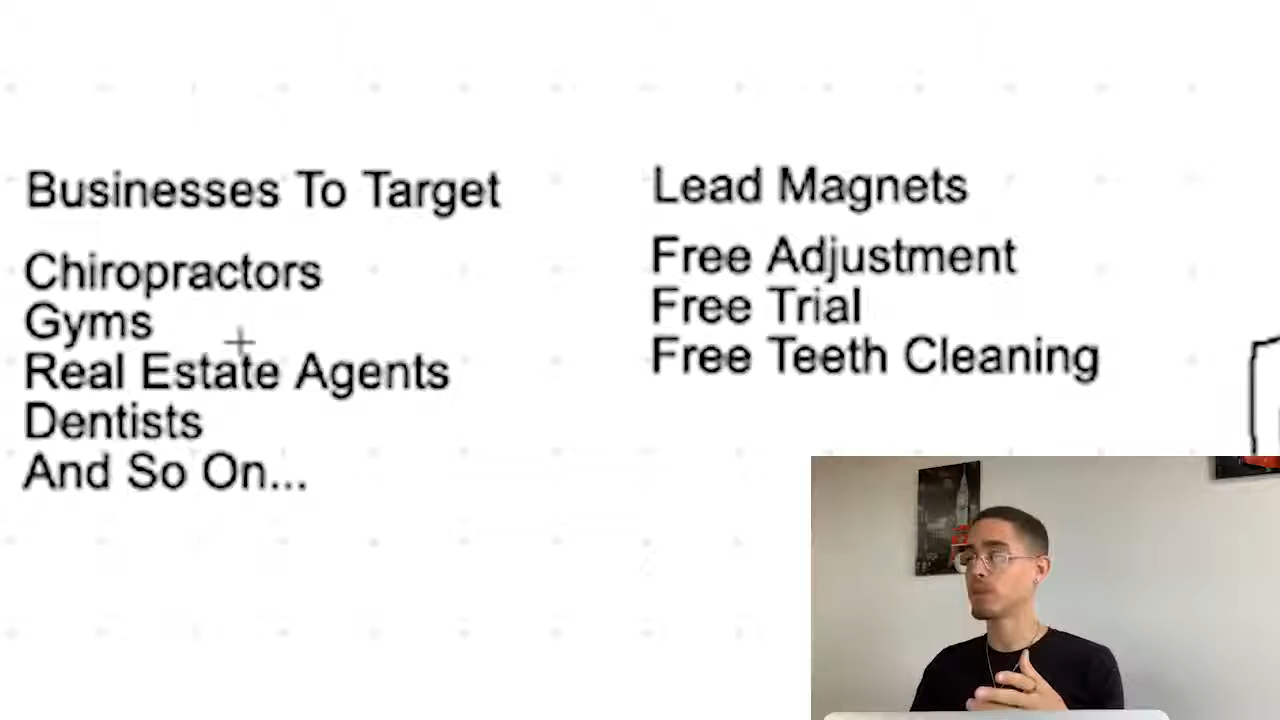 Businesses To Target
Chiropractors
Gyms
Real Estate Agents
Dentists
And So On...
Lead Magnets
Free Adjustment
Free Trial
Free Teeth Cleaning